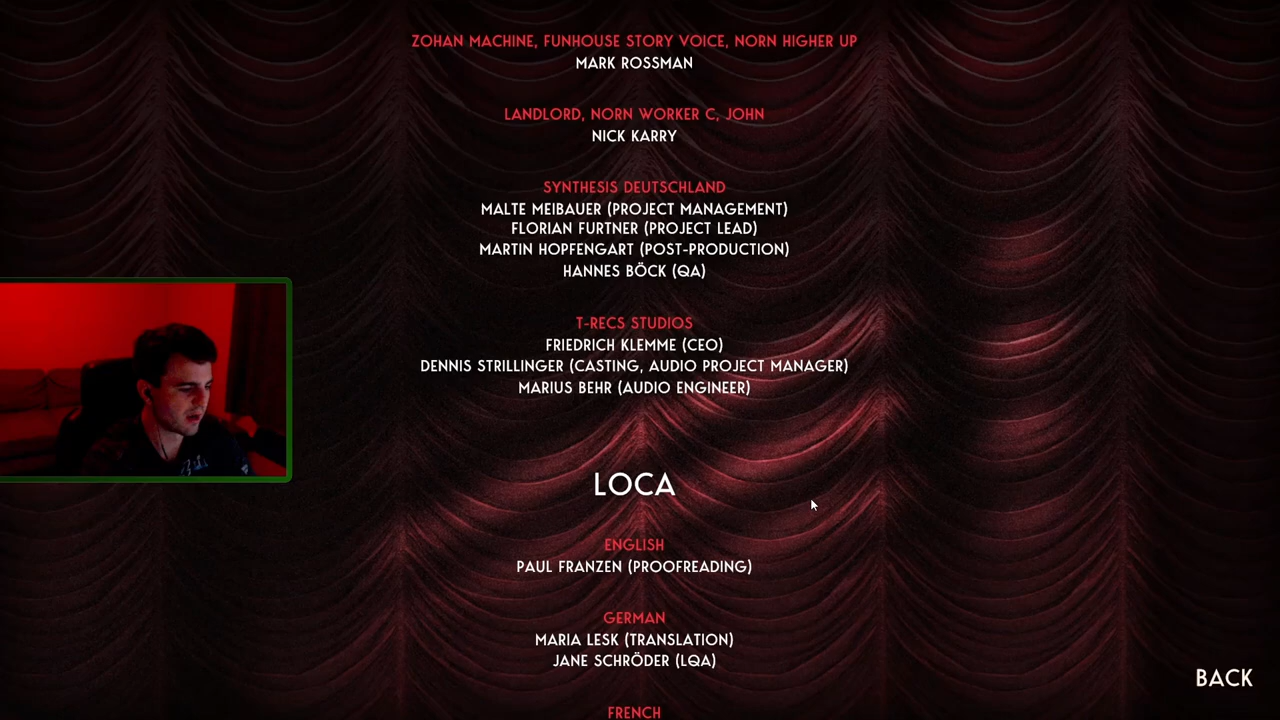 ZOHAN MACHINE, FUNHOUSE STORY VOICE, NORN HIGHER UP
MARK ROSSMAN
LANDLORD, NORN WORKER C, JOHN
NICK KARRY
SYNTHESIS DEUTSCHLAND
MALTE MEIBAUER (PROJECT MANAGEMENT)
FLORIAN FURTNER (PROJECT LEAD)
MARTIN HOPFENGART (POST-PRODUCTION)
HANNES BÖCK (QA)
T-RECS STUDIOS
FRIEDRICH KLEMME (CEO)
DENNIS STRILLINGER (CASTING, AUDIO PROJECT MANAGER)
MARIUS BEHR (AUDIO ENGINEER)
LOCA
ENGLISH
PAUL FRANZEN (PROOFREADING)
GERMAN
MARIA LESK (TRANSLATION)
JANE SCHRÖDER (LQA)
BACK
FRENCH